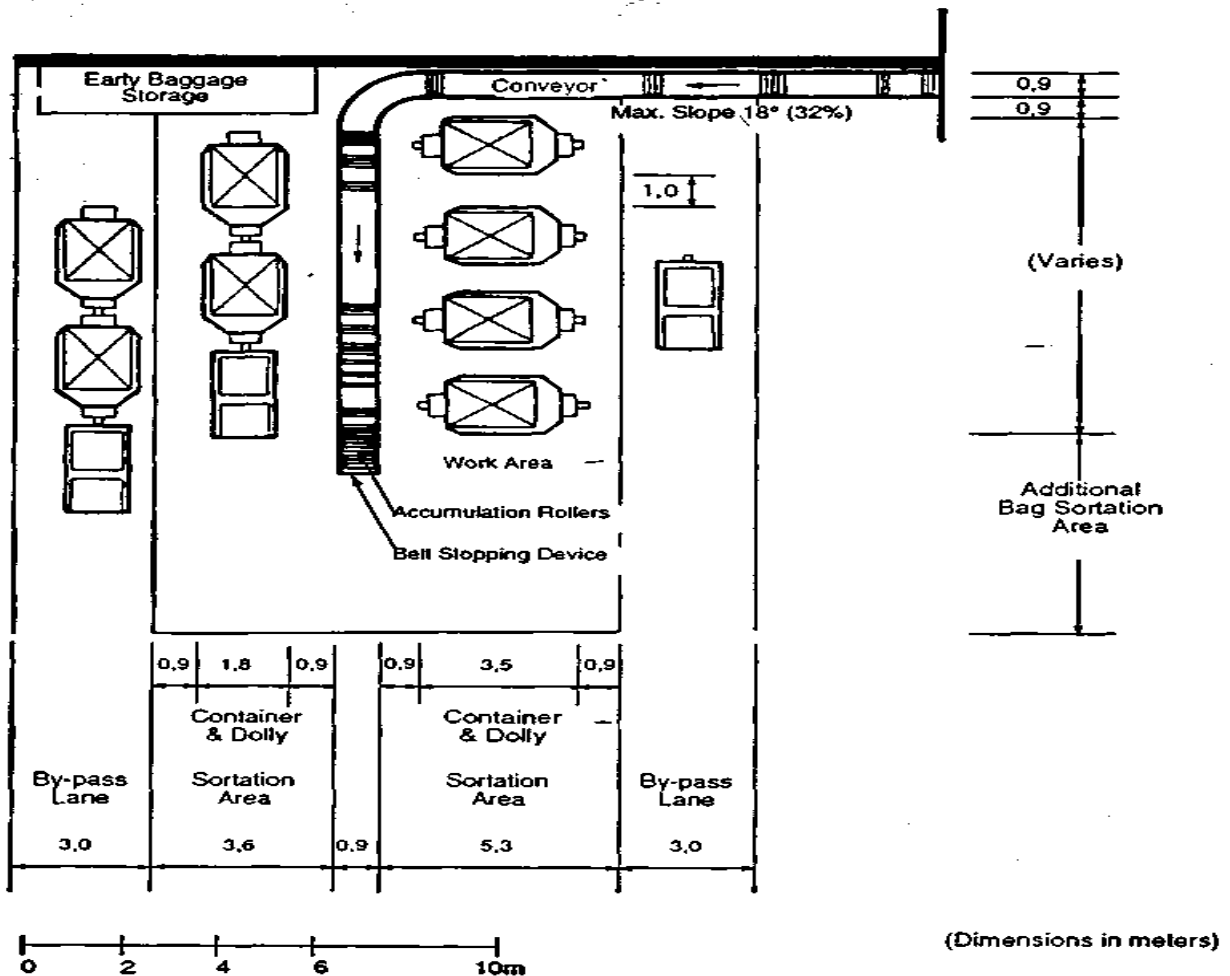 Early Baggage
Storage
Conveyor
Max. Slope 18° (32%)
0,9
0,9
1,0
(Varies)
Work Area
Additional
Bag Sortation
Area
Accumulation Rollers
Belt Stopping Device
0,9 1,8 0,9 0,9 3,5 0,9
Container
& Dolly
Container
& Dolly
By-pass
Lane
Sortation
Area
Sortation
Area
By-pass
Lane
3,0 3,6 0,9 5,3 3,0
0 2 4 6 10m
(Dimensions in meters)